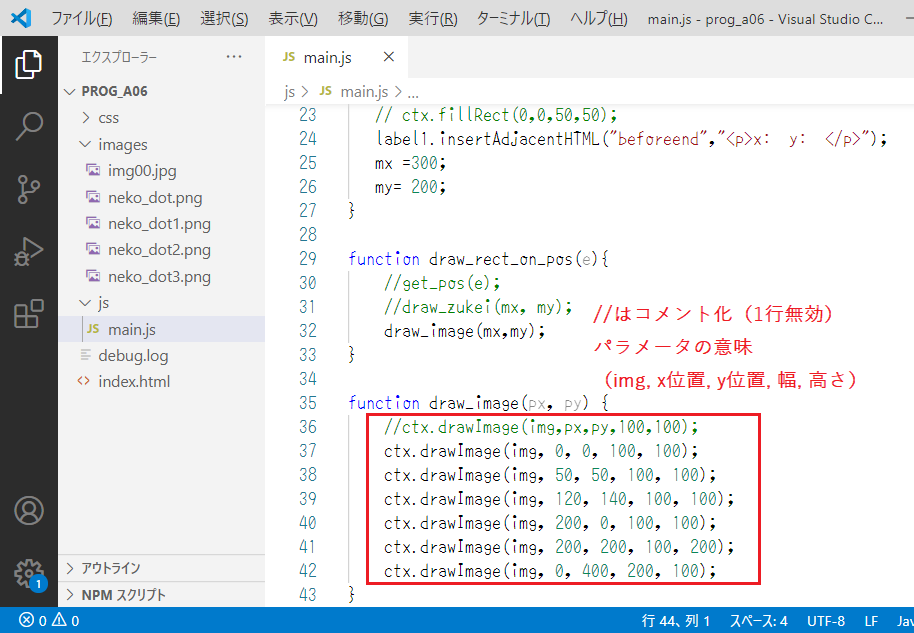 ファイル(F) 編集(E) 選択(S) 表示(V) 移動(G) 実行(R) ターミナル(T) ヘルプ(H) main.js - prog_a06 - Visual Studio C...
エクスプローラー ...
PROG_A06
css
images
img00.jpg
neko_dot.png
neko_dot1.png
neko_dot2.png
neko_dot3.png
js
JS main.js
debug.log
index.html
アウトライン
NPM スクリプト
1
JS main.js ×
js > JS main.js > ...
23 // ctx.fillRect(0,0,50,50);
24 label1.insertAdjacentHTML("beforeend","<p>x: y: </p>");
25 mx =300;
26 my= 200;
27 }
28
29 function draw_rect_on_pos(e){
30 //get_pos(e);
31 //draw_zukei(mx, my);
32 draw_image(mx,my);
33 }
34
35 function draw_image(px, py) {
36 //ctx.drawImage(img,px,py,100,100);
37 ctx.drawImage(img, 0, 0, 100, 100);
38 ctx.drawImage(img, 50, 50, 100, 100);
39 ctx.drawImage(img, 120, 140, 100, 100);
40 ctx.drawImage(img, 200, 0, 100, 100);
41 ctx.drawImage(img, 200, 200, 100, 200);
42 ctx.drawImage(img, 0, 400, 200, 100);
43 }
//はコメント化（1行無効）
パラメータの意味
（img, x位置, y位置, 幅, 高さ）
0 0 行 44、列 1 スペース: 4 UTF-8 LF Jav